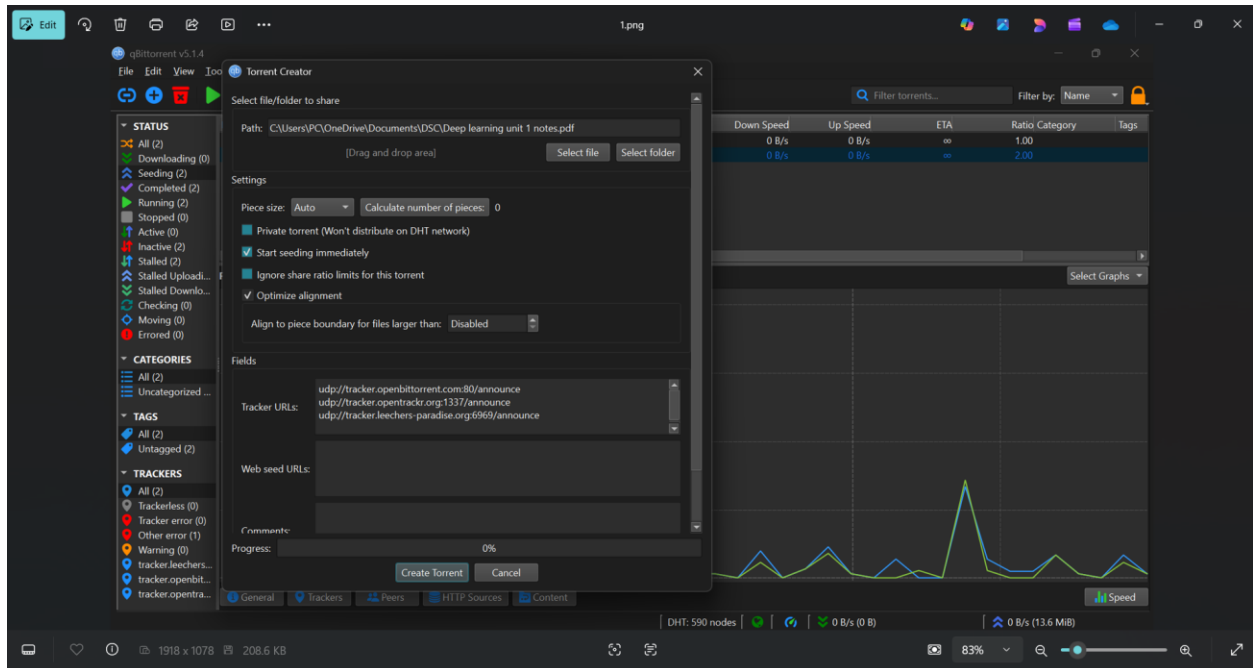 Edit
1.png
qBittorrent v5.1.4
File Edit View Too
Torrent Creator
Select file/folder to share
Path: C:\Users\PC\OneDrive\Documents\DSC\Deep learning unit 1 notes.pdf
[Drag and drop area] Select file Select folder
Settings
Piece size: Auto Calculate number of pieces: 0
Private torrent (Won't distribute on DHT network)
Start seeding immediately
Ignore share ratio limits for this torrent
Optimize alignment
Align to piece boundary for files larger than: Disabled
Fields
Tracker URLs:
udp://tracker.openbittorrent.com:80/announce
udp://tracker.opentrackr.org:1337/announce
udp://tracker.leechers-paradise.org:6969/announce
Web seed URLs:
Comments:
Progress: 0%
Create Torrent Cancel
Filter torrents... Filter by: Name
Down Speed Up Speed ETA Ratio Category Tags
0 B/s 0 B/s ∞ 1.00
0 B/s 0 B/s ∞ 2.00
STATUS
All (2)
Downloading (0)
Seeding (2)
Completed (2)
Running (2)
Stopped (0)
Active (0)
Inactive (2)
Stalled (2)
Stalled Uploadi...
Stalled Downlo...
Checking (0)
Moving (0)
Errored (0)
CATEGORIES
All (2)
Uncategorized ...
TAGS
All (2)
Untagged (2)
TRACKERS
All (2)
Trackerless (0)
Tracker error (0)
Other error (1)
Warning (0)
tracker.leechers...
tracker.openbit...
tracker.opentra...
Select Graphs
General Trackers Peers HTTP Sources Content Speed
DHT: 590 nodes 0 B/s (0 B) 0 B/s (13.6 MiB)
1918 x 1078 208.6 KB 83%